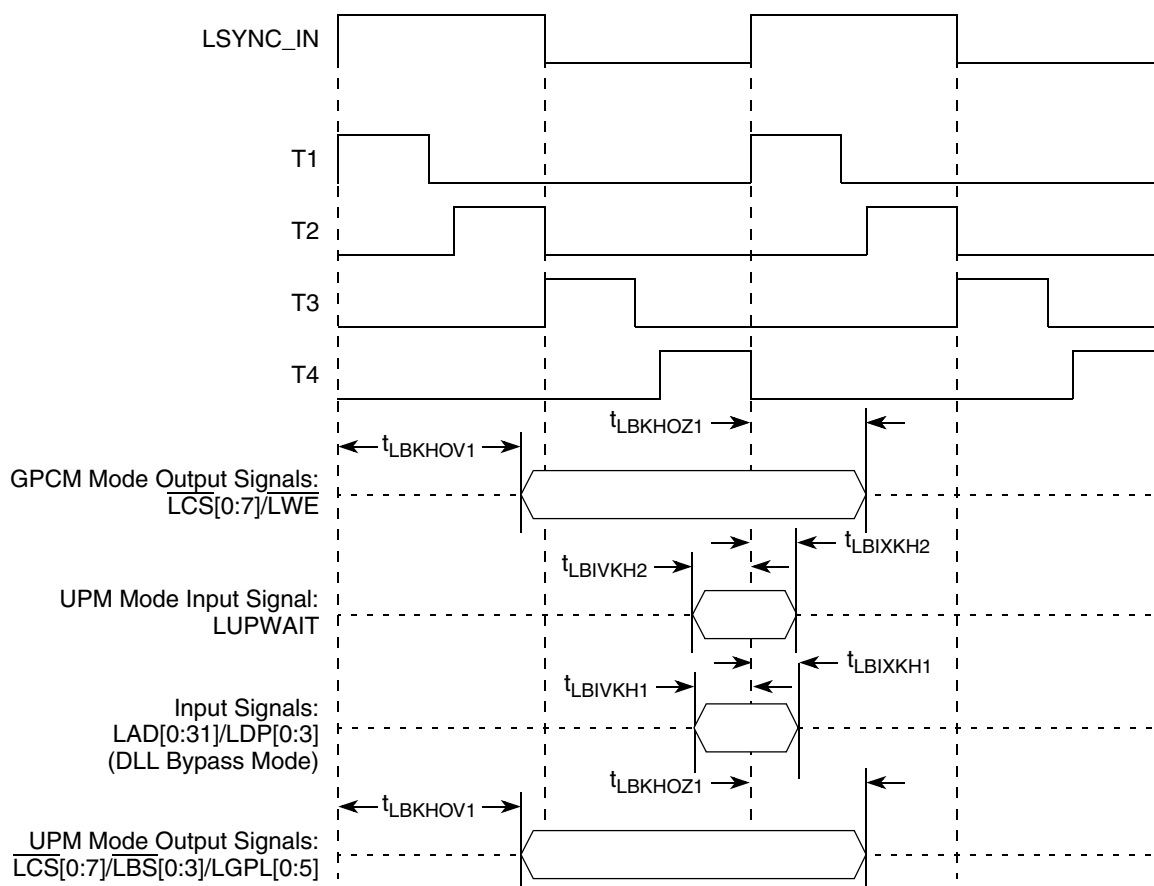 LSYNC_IN
T1
T2
T3
T4
tLBKHOZ1
tLBKHOV1
GPCM Mode Output Signals:
LCS[0:7]/LWE
tLBIXKH2
tLBIVKH2
UPM Mode Input Signal:
LUPWAIT
tLBIXKH1
tLBIVKH1
Input Signals:
LAD[0:31]/LDP[0:3]
(DLL Bypass Mode)
tLBKHOZ1
tLBKHOV1
UPM Mode Output Signals:
LCS[0:7]/LBS[0:3]/LGPL[0:5]